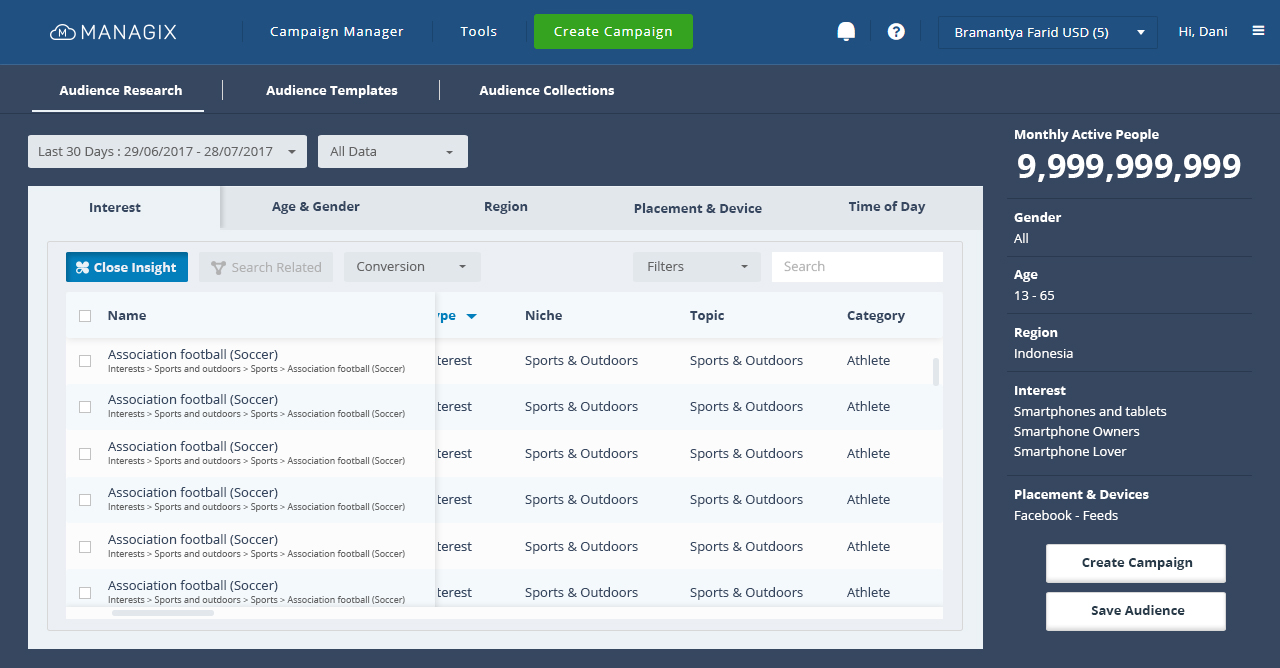 MANAGIX
Campaign Manager
Tools
Create Campaign
?
Bramantya Farid USD (5)
Hi, Dani
Audience Research
Audience Templates
Audience Collections
Last 30 Days : 29/06/2017 - 28/07/2017
All Data
Interest
Age & Gender
Region
Placement & Device
Time of Day
Close Insight
Search Related
Conversion
Filters
Search
Name
ype
Niche
Topic
Category
Association football (Soccer)
Interests > Sports and outdoors > Sports > Association football (Soccer)
terest
Sports & Outdoors
Sports & Outdoors
Athlete
Association football (Soccer)
Interests > Sports and outdoors > Sports > Association football (Soccer)
terest
Sports & Outdoors
Sports & Outdoors
Athlete
Association football (Soccer)
Interests > Sports and outdoors > Sports > Association football (Soccer)
terest
Sports & Outdoors
Sports & Outdoors
Athlete
Association football (Soccer)
Interests > Sports and outdoors > Sports > Association football (Soccer)
terest
Sports & Outdoors
Sports & Outdoors
Athlete
Association football (Soccer)
Interests > Sports and outdoors > Sports > Association football (Soccer)
terest
Sports & Outdoors
Sports & Outdoors
Athlete
Association football (Soccer)
Interests > Sports and outdoors > Sports > Association football (Soccer)
terest
Sports & Outdoors
Sports & Outdoors
Athlete
Monthly Active People
9,999,999,999
Gender
All
Age
13 - 65
Region
Indonesia
Interest
Smartphones and tablets
Smartphone Owners
Smartphone Lover
Placement & Devices
Facebook - Feeds
Create Campaign
Save Audience